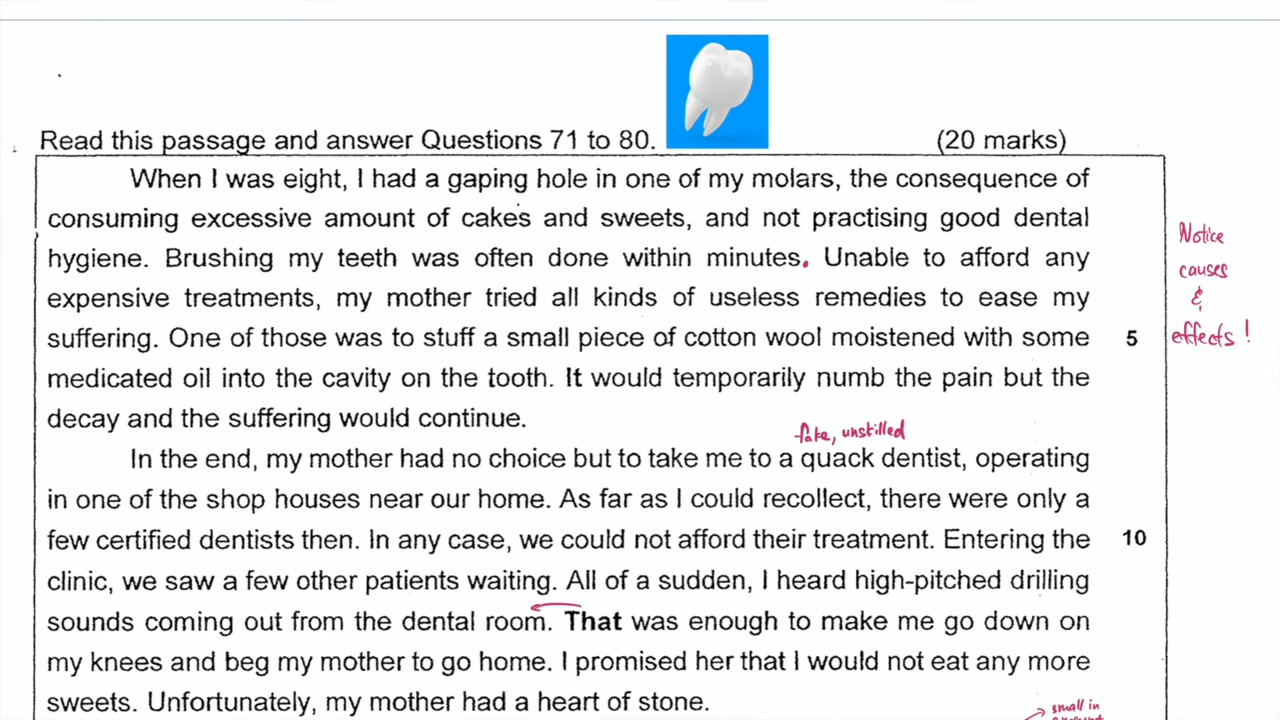 Read this passage and answer Questions 71 to 80. (20 marks)
When I was eight, I had a gaping hole in one of my molars, the consequence of
consuming excessive amount of cakes and sweets, and not practising good dental
hygiene. Brushing my teeth was often done within minutes. Unable to afford any
expensive treatments, my mother tried all kinds of useless remedies to ease my
suffering. One of those was to stuff a small piece of cotton wool moistened with some 5
medicated oil into the cavity on the tooth. It would temporarily numb the pain but the
decay and the suffering would continue.
Notice
causes
&
effects!
fake, unstilled
In the end, my mother had no choice but to take me to a quack dentist, operating
in one of the shop houses near our home. As far as I could recollect, there were only a
few certified dentists then. In any case, we could not afford their treatment. Entering the 10
clinic, we saw a few other patients waiting. All of a sudden, I heard high-pitched drilling
sounds coming out from the dental room. That was enough to make me go down on
my knees and beg my mother to go home. I promised her that I would not eat any more
sweets. Unfortunately, my mother had a heart of stone.
small in